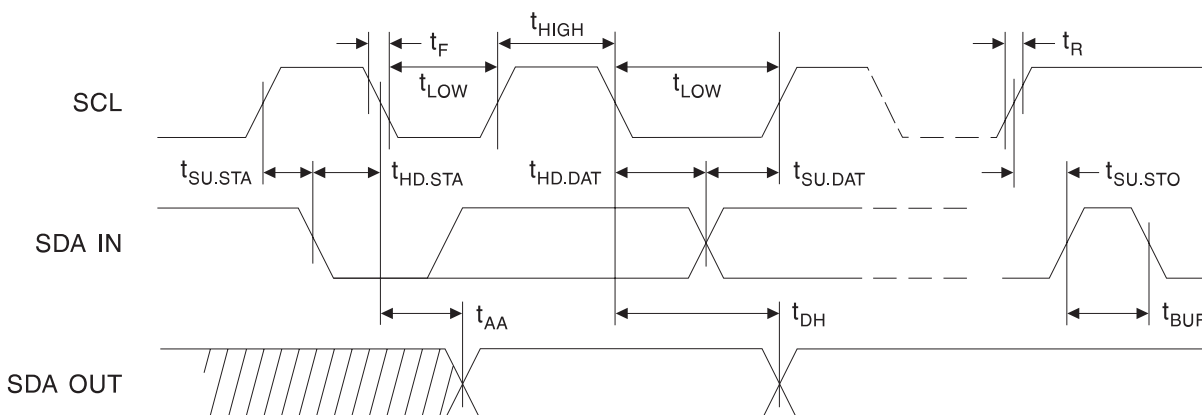 t_HIGH
t_F
t_R
t_LOW
t_LOW
SCL
t_SU.STA
t_HD.STA
t_HD.DAT
t_SU.DAT
t_SU.STO
SDA IN
t_AA
t_DH
t_BUF
SDA OUT